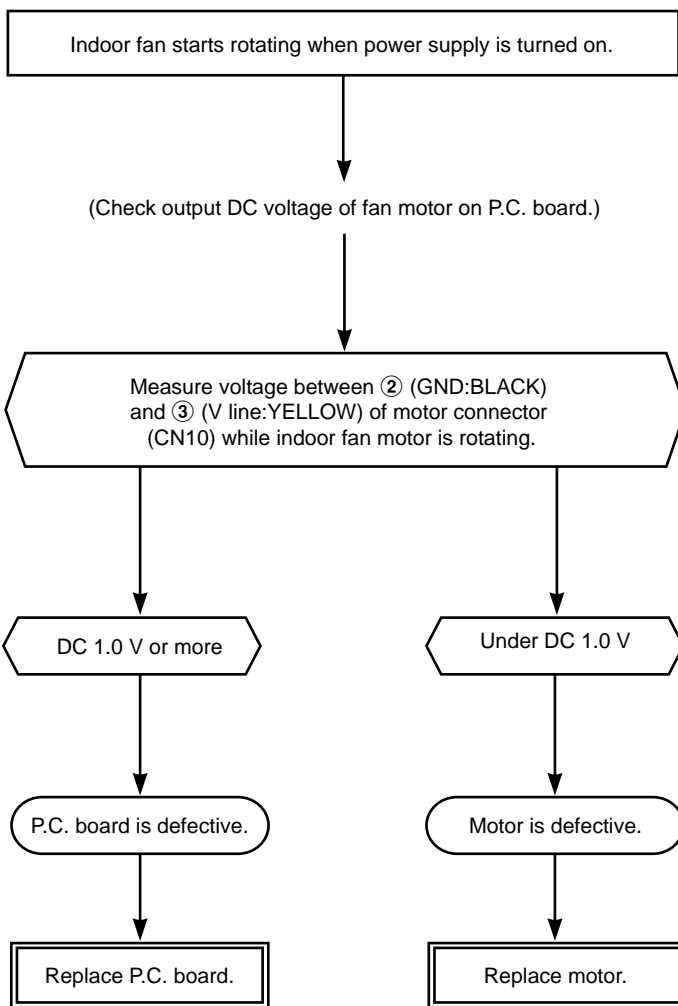 Indoor fan starts rotating when power supply is turned on.
(Check output DC voltage of fan motor on P.C. board.)
Measure voltage between ② (GND:BLACK)
and ③ (V line:YELLOW) of motor connector
(CN10) while indoor fan motor is rotating.
DC 1.0 V or more
Under DC 1.0 V
P.C. board is defective.
Motor is defective.
Replace P.C. board.
Replace motor.